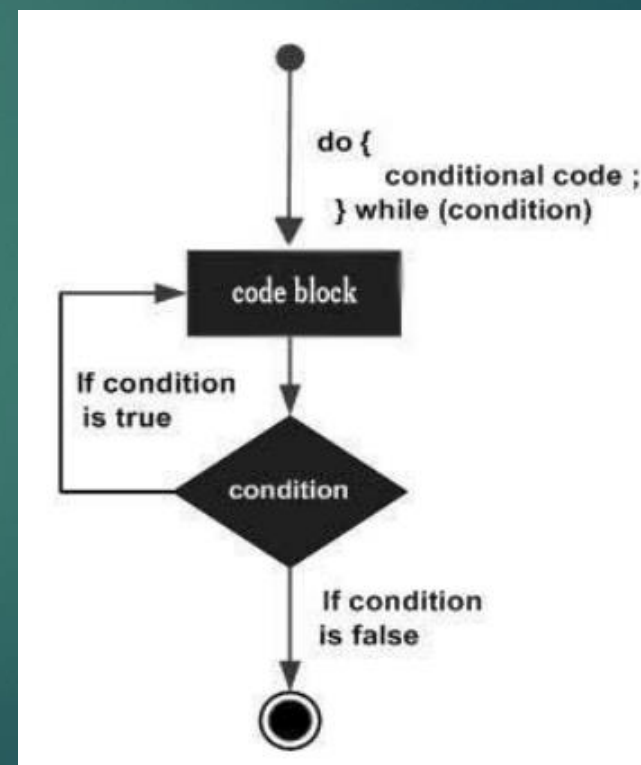 do {
conditional code ;
} while (condition)
code block
If condition
is true
condition
If condition
is false